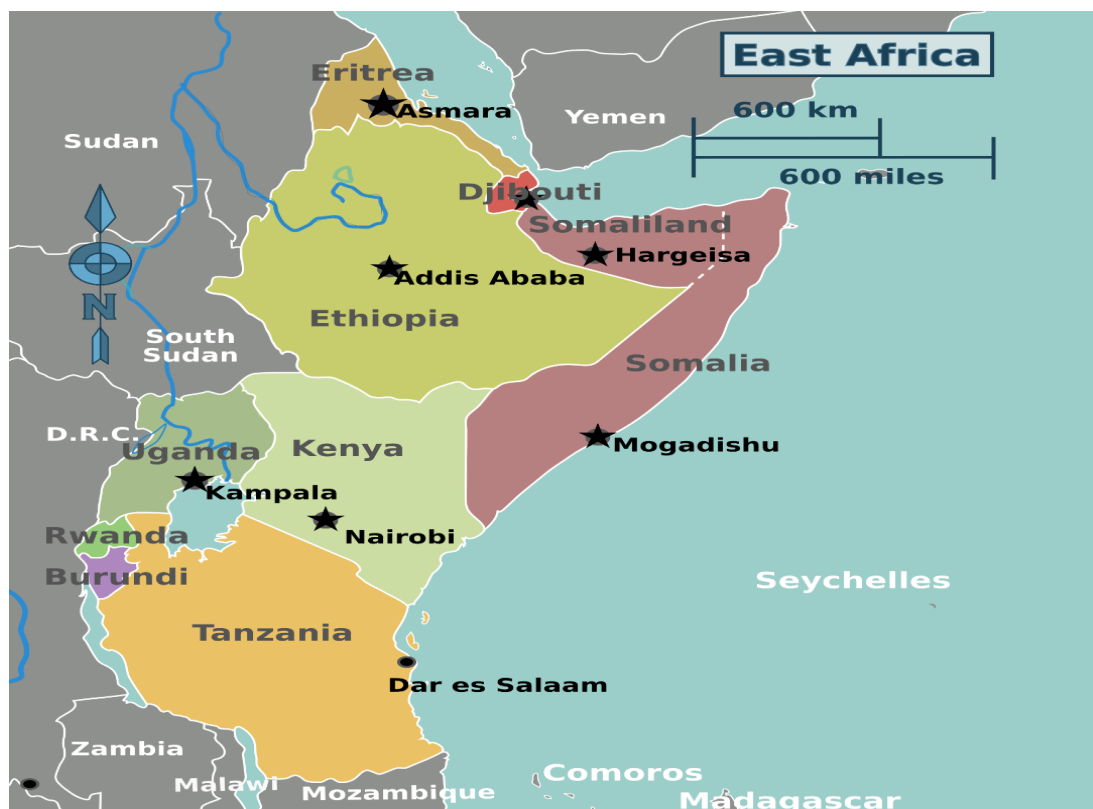 East Africa
600 km
600 miles
Eritrea
Asmara
Yemen
Sudan
Djibouti
Somaliland
Hargeisa
Addis Ababa
N
Ethiopia
South
Sudan
Somalia
D.R.C.
Uganda
Kenya
Mogadishu
Kampala
Rwanda
Nairobi
Burundi
Seychelles
Tanzania
Dar es Salaam
Zambia
Malawi
Mozambique
Comoros
Madagascar